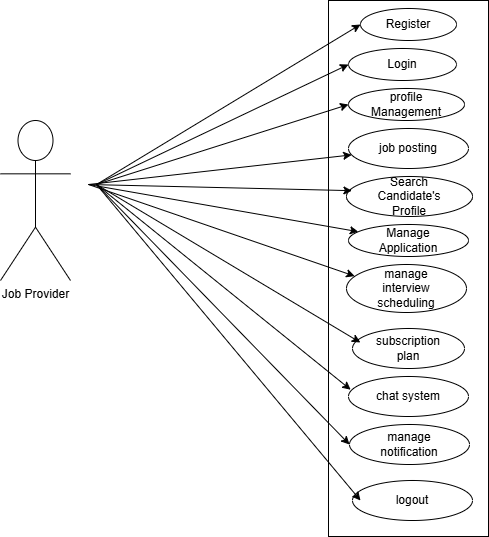 Register
Login
profile
Management
job posting
Search
Candidate's
Profile
Manage
Application
manage
interview
scheduling
Job Provider
subscription
plan
chat system
manage
notification
logout